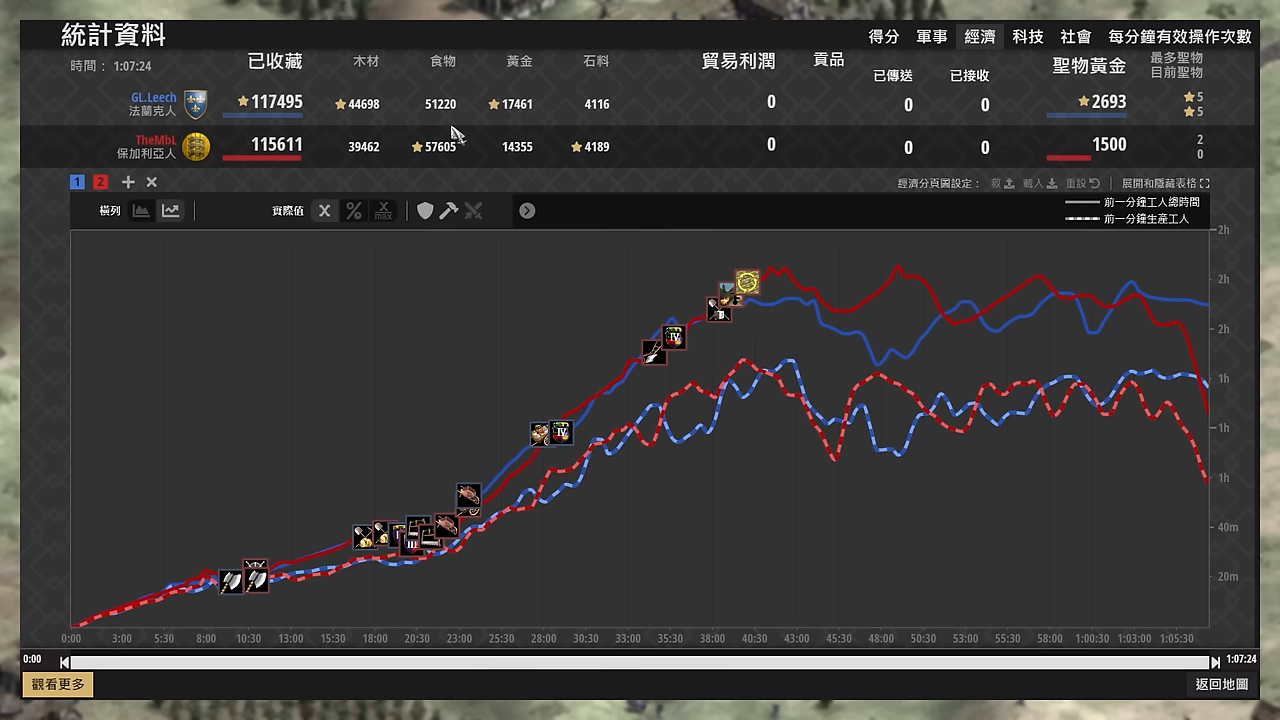 統計資料
得分 軍事 經濟 科技 社會 每分鐘有效操作次數
時間： 1:07:24
已收藏 木材 食物 黃金 石料 貿易利潤 貢品 已傳送 已接收 聖物黃金 最多聖物 目前聖物
GL.Leech 法蘭克人 117495 44698 51220 17461 4116 0 0 0 2693 5 5
TheMbL 保加利亞人 115611 39462 57605 14355 4189 0 0 0 1500 2 0
1 2 經濟分頁圖設定： 載入 重設 展開和隱藏表格
橫列 實際值 X % X max
前一分鐘工人總時間
前一分鐘生產工人
2h
2h
2h
1h
1h
1h
40m
20m
IV
IV
III
0:00 3:00 5:30 8:00 10:30 13:00 15:30 18:00 20:30 23:00 25:30 28:00 30:30 33:00 35:30 38:00 40:30 43:00 45:30 48:00 50:30 53:00 55:30 58:00 1:00:30 1:03:00 1:05:30
0:00 1:07:24
觀看更多 返回地圖